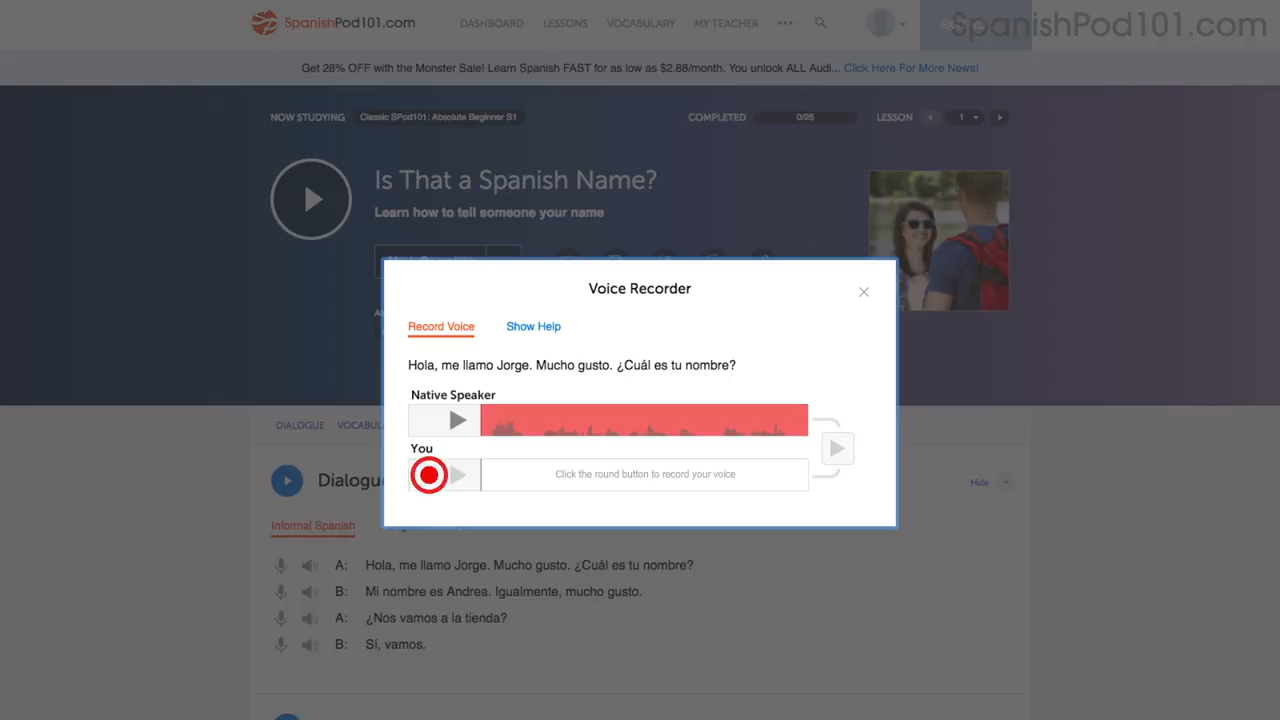 SpanishPod101.com
DASHBOARD LESSONS VOCABULARY MY TEACHER
SpanishPod101.com
Get 28% OFF with the Monster Sale! Learn Spanish FAST for as low as $2.88/month. You unlock ALL Audi... Click Here For More News!
NOW STUDYING Classic SPod101: Absolute Beginner S1 COMPLETED 0/25 LESSON 1
Is That a Spanish Name?
Learn how to tell someone your name
Voice Recorder
Record Voice Show Help
Hola, me llamo Jorge. Mucho gusto. ¿Cuál es tu nombre?
Native Speaker
You
Click the round button to record your voice
DIALOGUE
Hide
Informal Spanish
A: Hola, me llamo Jorge. Mucho gusto. ¿Cuál es tu nombre?
B: Mi nombre es Andrea. Igualmente, mucho gusto.
A: ¿Nos vamos a la tienda?
B: Sí, vamos.